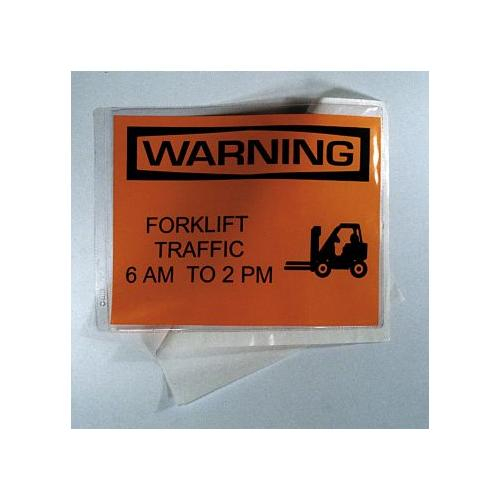 WARNING
FORKLIFT
TRAFFIC
6 AM TO 2 PM